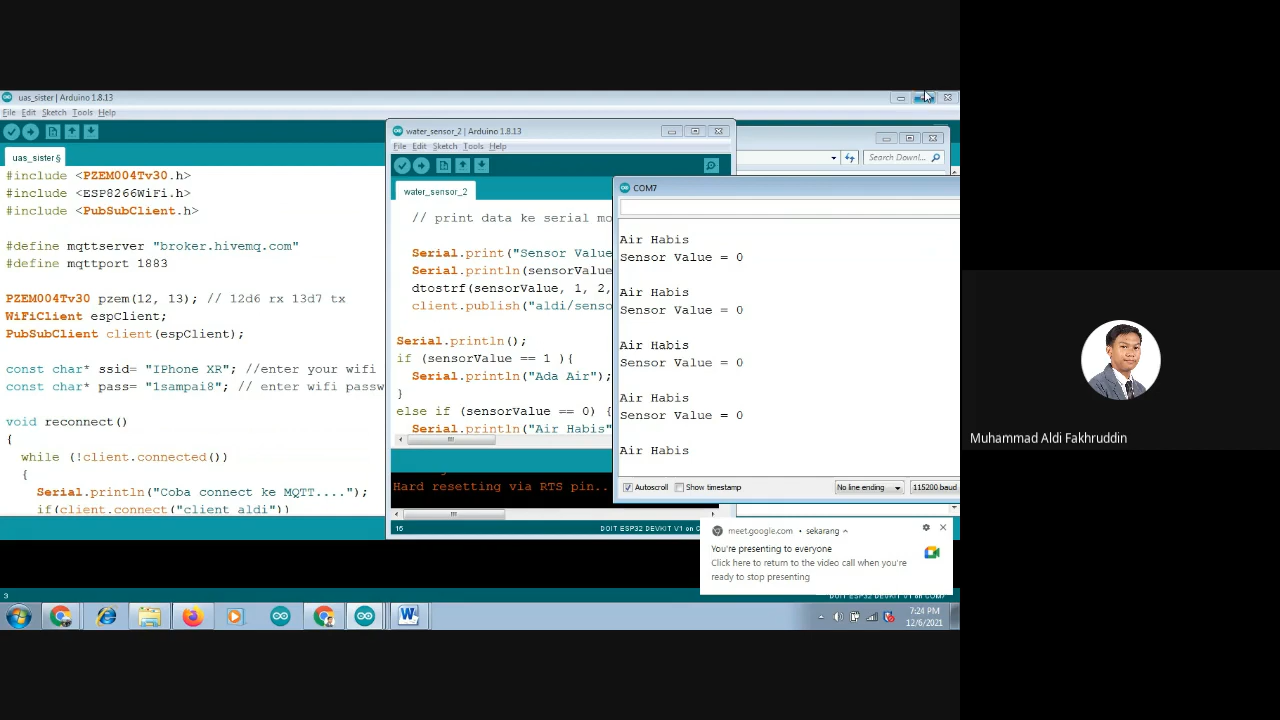 uas_sister | Arduino 1.8.13
File Edit Sketch Tools Help
uas_sister §
#include <PZEM004Tv30.h>
#include <ESP8266WiFi.h>
#include <PubSubClient.h>
#define mqttserver "broker.hivemq.com"
#define mqttport 1883
PZEM004Tv30 pzem(12, 13); // 12d6 rx 13d7 tx
WiFiClient espClient;
PubSubClient client(espClient);
const char* ssid= "IPhone XR"; //enter your wifi
const char* pass= "1sampai8"; // enter wifi passw
void reconnect()
{
while (!client.connected())
{
Serial.println("Coba connect ke MQTT....");
if(client.connect("client aldi"))
3
water_sensor_2 | Arduino 1.8.13
File Edit Sketch Tools Help
water_sensor_2
// print data ke serial mo
Serial.print("Sensor Value
Serial.println(sensorValue
dtostrf(sensorValue, 1, 2,
client.publish("aldi/senso
Serial.println();
if (sensorValue == 1 ){
Serial.println("Ada Air");
}
else if (sensorValue == 0) {
Serial.println("Air Habis"
Hard resetting via RTS pin..
16
DOIT ESP32 DEVKIT V1 on C
Search Downl...
COM7
Air Habis
Sensor Value = 0
Air Habis
Sensor Value = 0
Air Habis
Sensor Value = 0
Air Habis
Sensor Value = 0
Air Habis
Autoscroll Show timestamp
No line ending
115200 baud
meet.google.com • sekarang
You're presenting to everyone
Click here to return to the video call when you're
ready to stop presenting
DOIT ESP32 DEVKIT V1 on COM7
7:24 PM
12/6/2021
Muhammad Aldi Fakhruddin